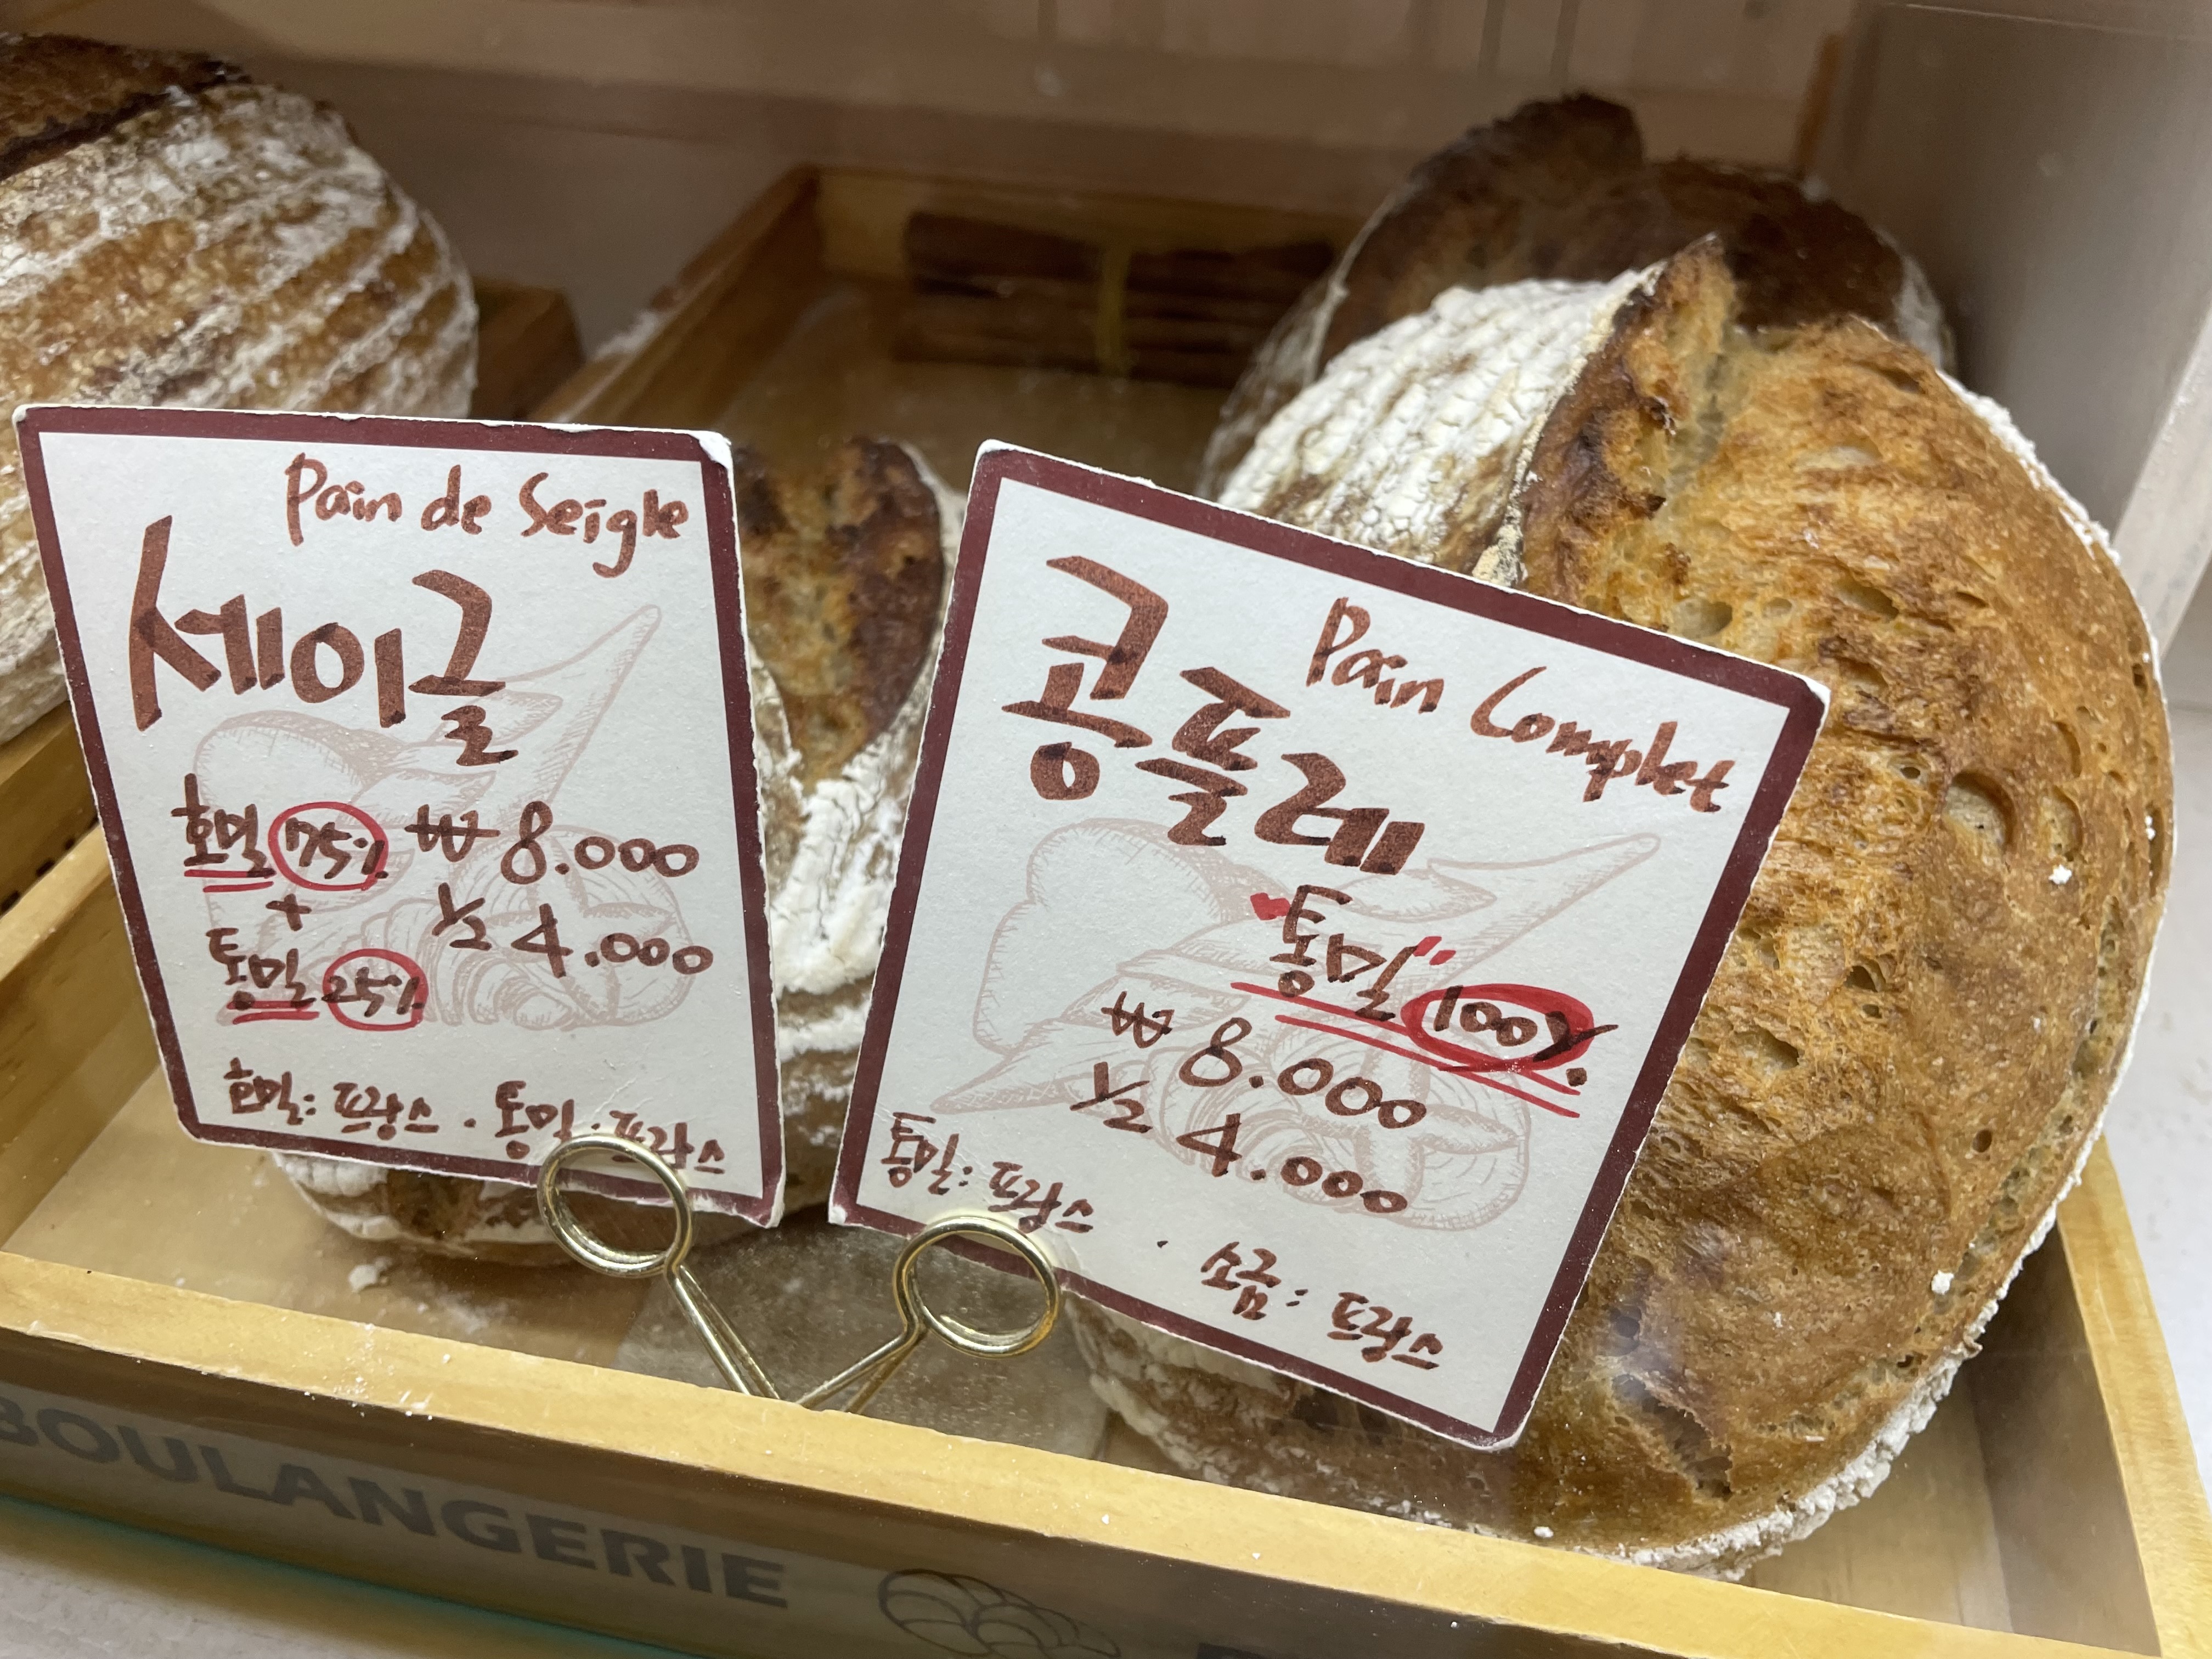 Pain de Seigle
세이글
호밀 75% ₩ 8.000
+ ½ 4.000
통밀 25%
호밀:프랑스. 통밀:프랑스
Pain Complet
콩플레
통밀 100%
₩ 8.000
½ 4.000
통밀:프랑스. 소금:프랑스
BOULANGERIE